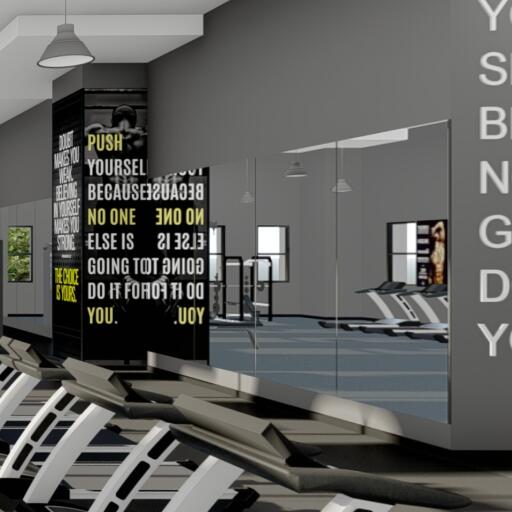 DOUBT
MAKES YOU
WEAK.
BELIEVING
IN YOURSELF
MAKES YOU
STRONG.
THE CHOICE
IS YOURS.
PUSH
YOURSELF
BECAUSE
NO ONE
ELSE IS
GOING TO
DO IT FOR
YOU.